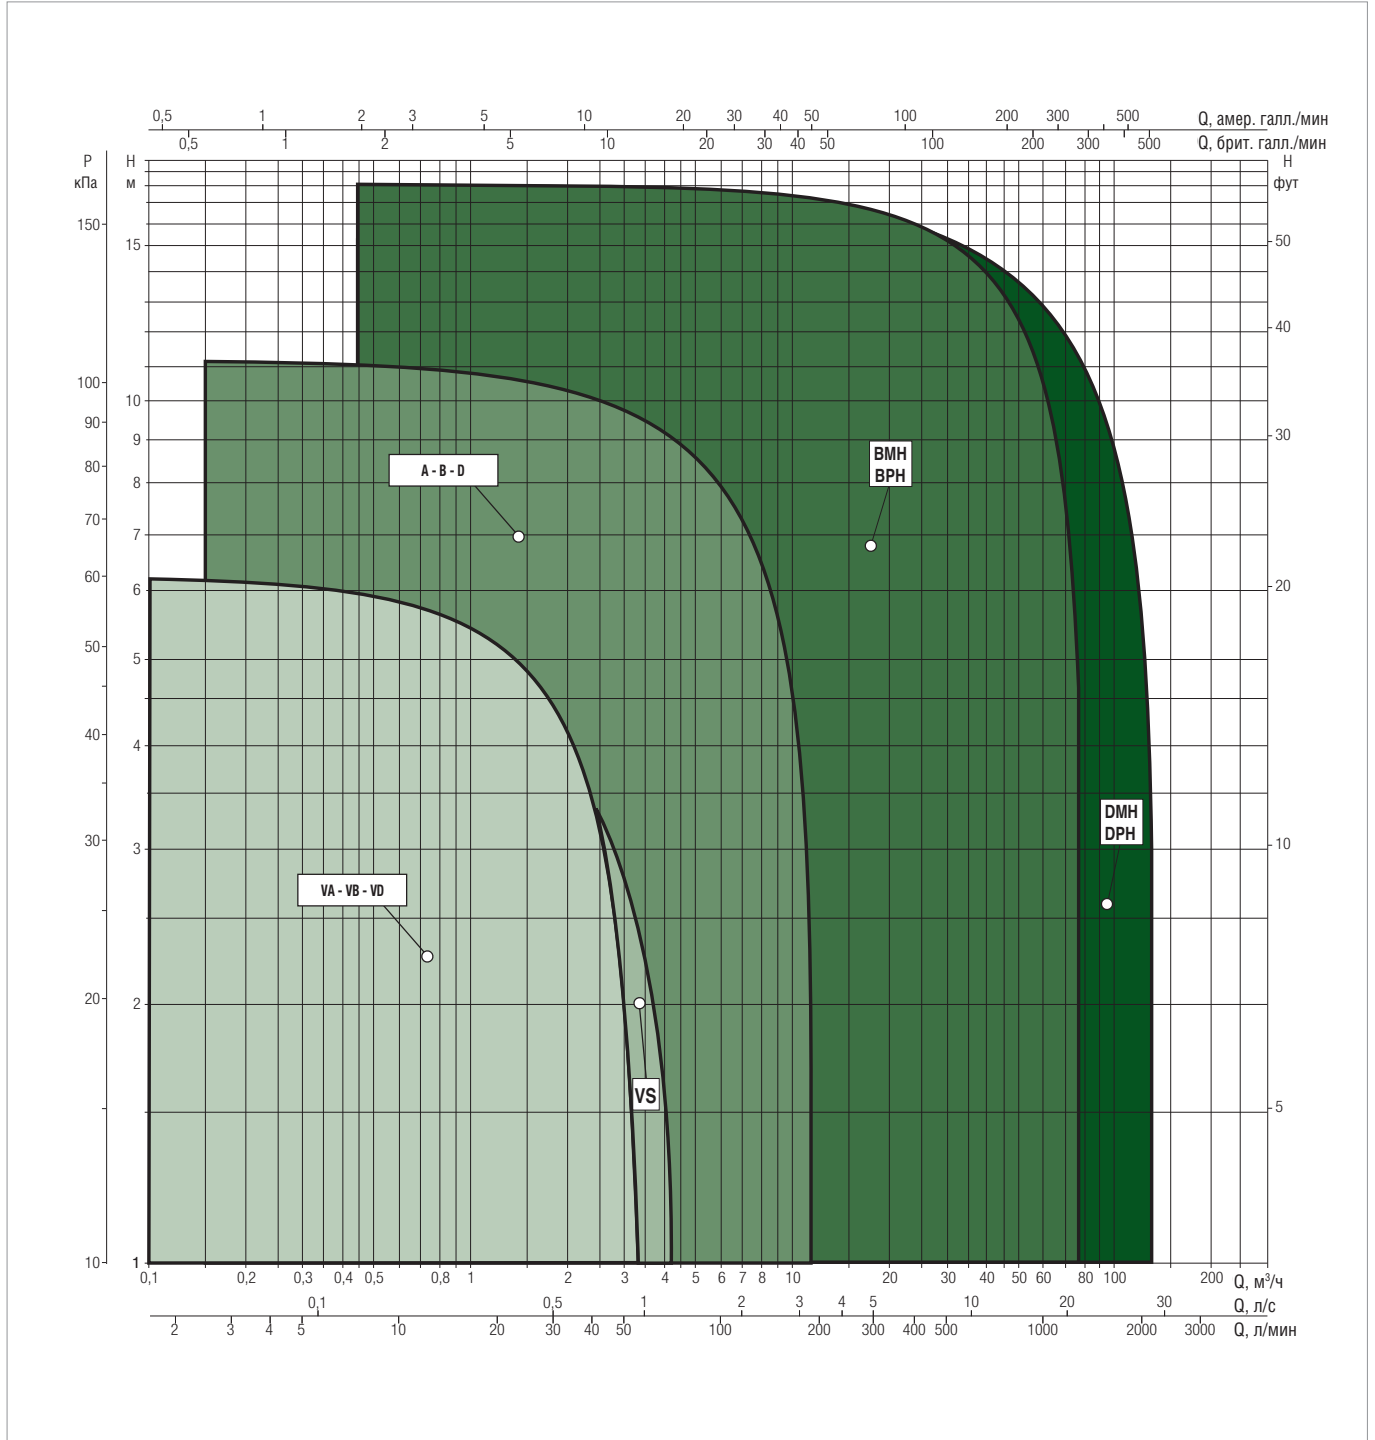 0,5 1 2 3 5 10 20 30 40 50 100 200 300 500 Q, амер. галл./мин
0,5 1 2 5 10 20 30 40 50 100 200 300 500 Q, брит. галл./мин
P H H
кПа м фут
150
15 50
40
100
10
90 30
9
80
8
70
7
60
6 20
50
5
40
4
30
3 10
20
2
5
10 1
A - B - D
BMH
BPH
DMH
DPH
VA - VB - VD
VS
0,1 0,2 0,3 0,4 0,5 0,8 1 2 3 4 5 6 7 8 10 20 30 40 50 60 80 100 200 Q, м³/ч
0,1 0,5 1 2 3 4 5 10 20 30 Q, л/с
2 3 4 5 10 20 30 40 50 100 200 300 400 500 1000 2000 3000 Q, л/мин